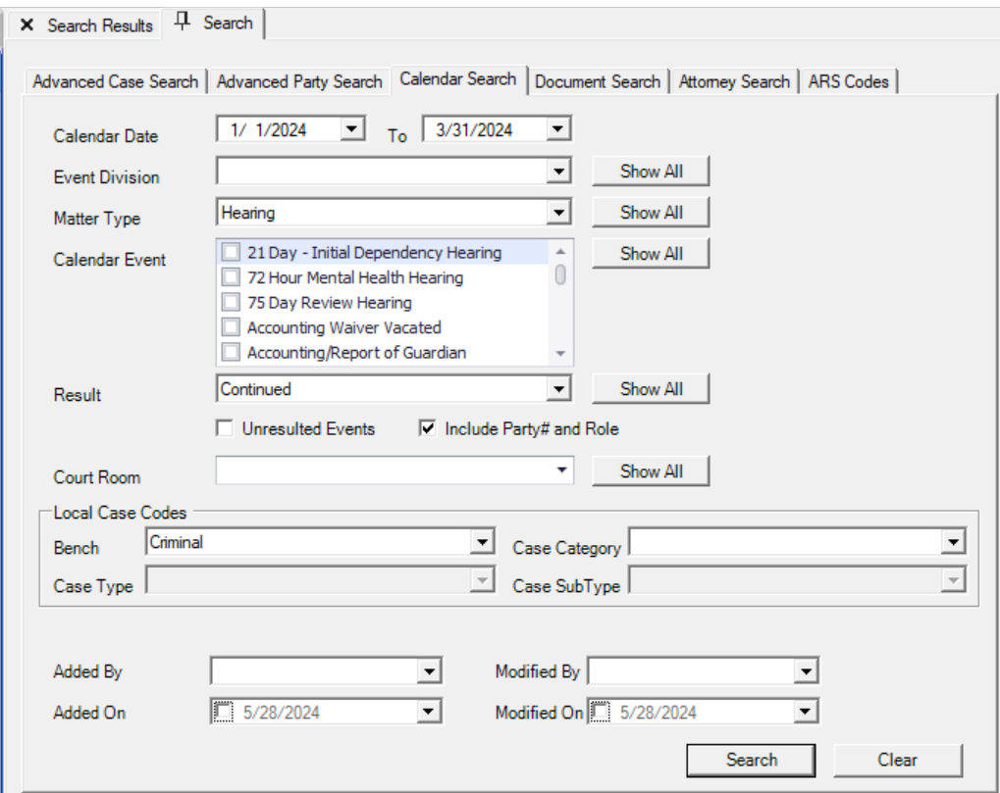 Search Results Search
Advanced Case Search Advanced Party Search Calendar Search Document Search Attorney Search ARS Codes
Calendar Date 1/ 1/2024 To 3/31/2024
Event Division Show All
Matter Type Hearing Show All
Calendar Event 21 Day - Initial Dependency Hearing Show All
72 Hour Mental Health Hearing
75 Day Review Hearing
Accounting Waiver Vacated
Accounting/Report of Guardian
Result Continued Show All
Unresulted Events Include Party# and Role
Court Room Show All
Local Case Codes
Bench Criminal Case Category
Case Type Case SubType
Added By Modified By
Added On 5/28/2024 Modified On 5/28/2024
Search Clear